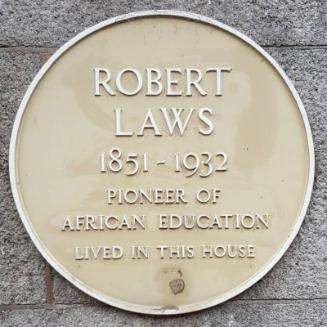 ROBERT
LAWS
1851-1932
PIONEER OF
AFRICAN EDUCATION
LIVED IN THIS HOUSE